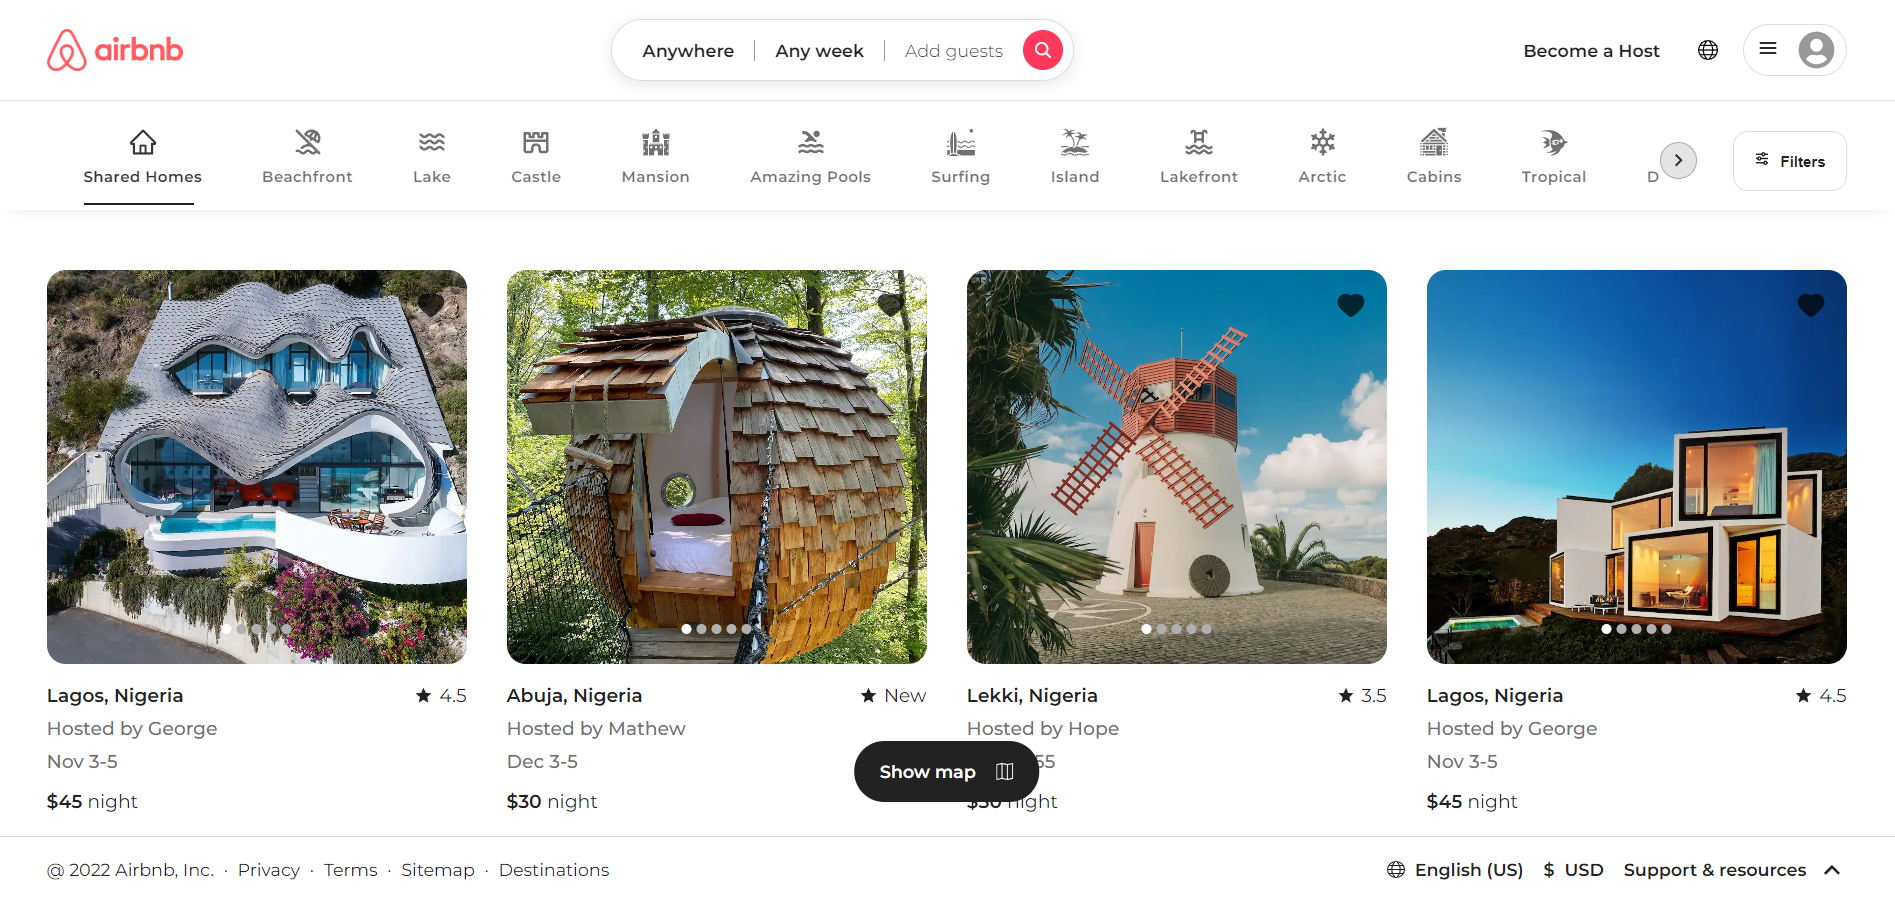 airbnb
Anywhere Any week Add guests
Become a Host
Shared Homes Beachfront Lake Castle Mansion Amazing Pools Surfing Island Lakefront Arctic Cabins Tropical D
Filters
Lagos, Nigeria 4.5
Hosted by George
Nov 3-5
$45 night
Abuja, Nigeria New
Hosted by Mathew
Dec 3-5
$30 night
Lekki, Nigeria 3.5
Hosted by Hope
55
night
Lagos, Nigeria 4.5
Hosted by George
Nov 3-5
$45 night
Show map
@ 2022 Airbnb, Inc. · Privacy · Terms · Sitemap · Destinations
English (US) $ USD Support & resources